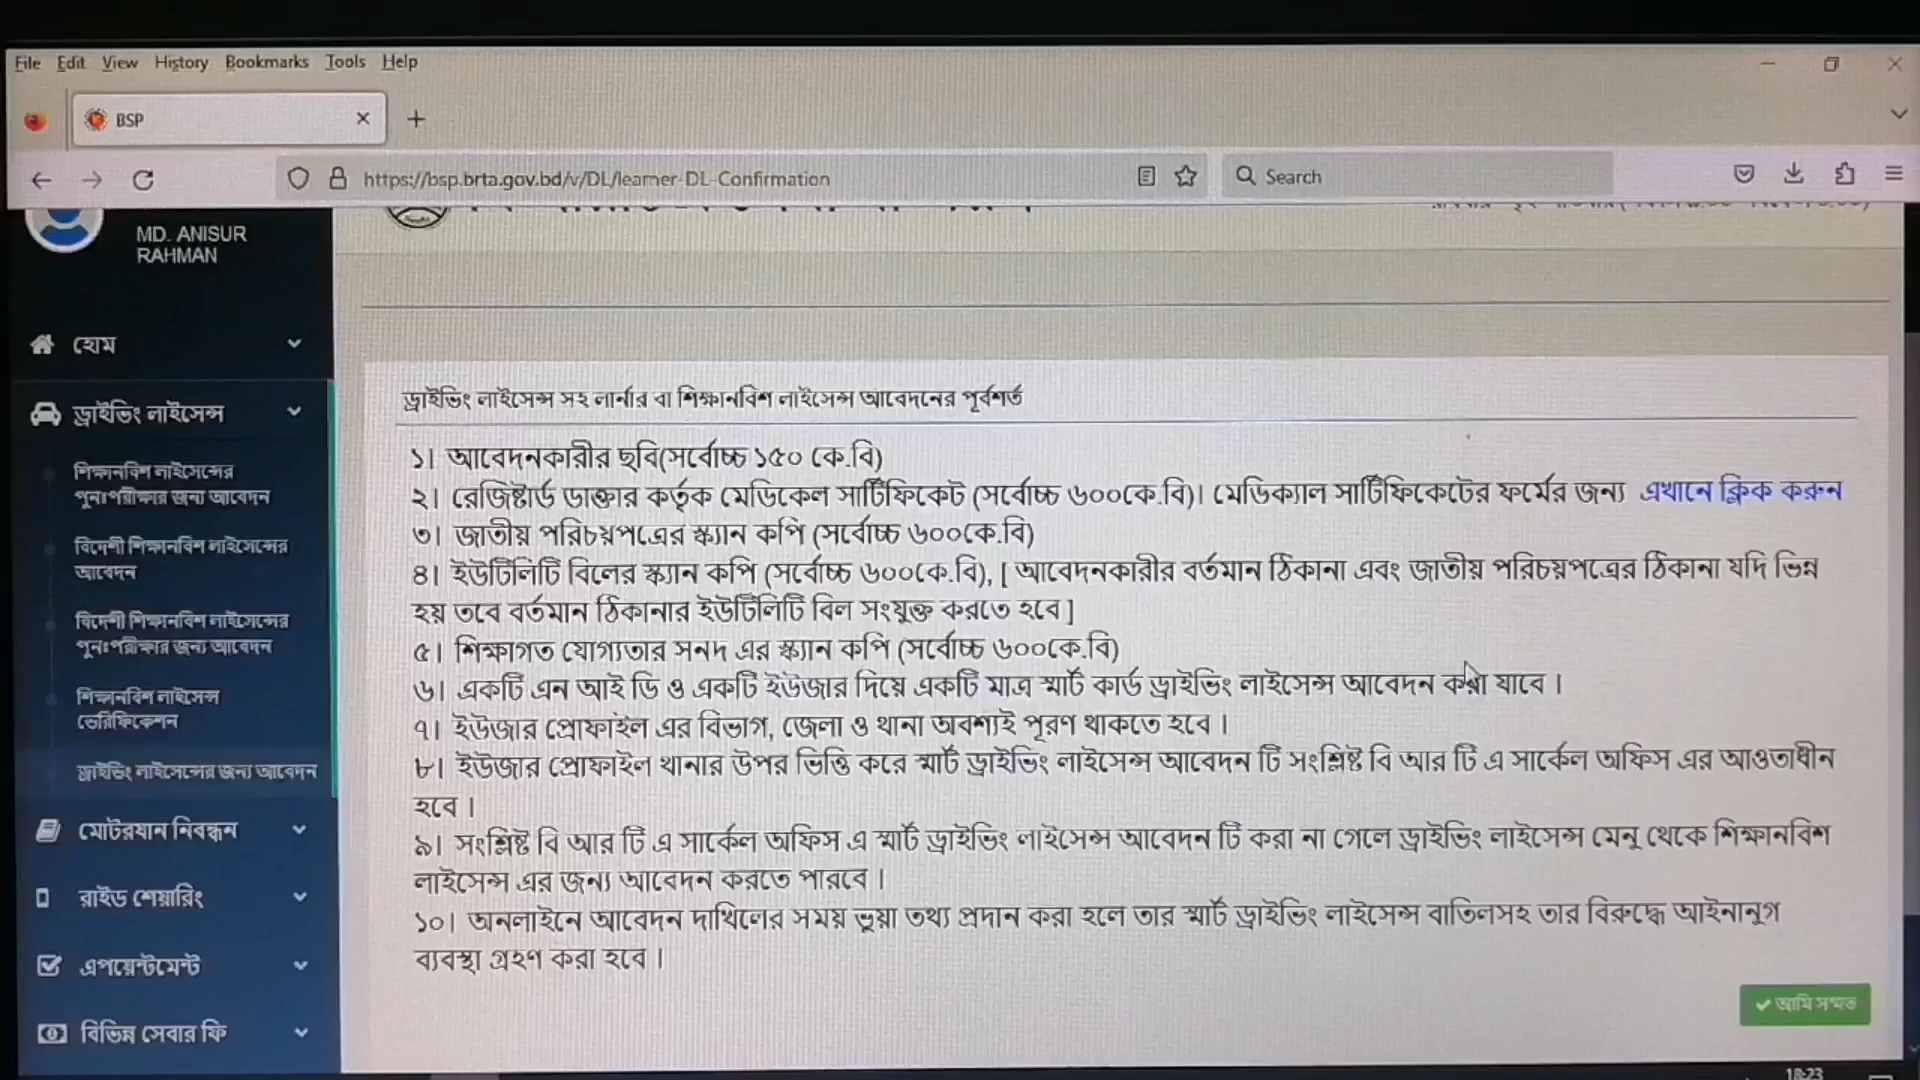 File Edit View History Bookmarks Tools Help
BSP
https://bsp.brta.gov.bd/v/DL/learner-DL-Confirmation
Search
MD. ANISUR
RAHMAN
হোম
ড্রাইভিং লাইসেন্স
শিক্ষানবিশ লাইসেন্সের
পুনঃপরীক্ষার জন্য আবেদন
বিদেশী শিক্ষানবিশ লাইসেন্সের
আবেদন
বিদেশী শিক্ষানবিশ লাইসেন্সের
পুনঃপরীক্ষার জন্য আবেদন
শিক্ষানবিশ লাইসেন্স
ভেরিফিকেশন
ড্রাইভিং লাইসেন্সের জন্য আবেদন
মোটরযান নিবন্ধন
রাইড শেয়ারিং
এপয়েন্টমেন্ট
বিভিন্ন সেবার ফি
ড্রাইভিং লাইসেন্স সহ লার্নার বা শিক্ষানবিশ লাইসেন্স আবেদনের পূর্বশর্ত
১। আবেদনকারীর ছবি(সর্বোচ্চ ১৫০ কে.বি)
২। রেজিষ্টার্ড ডাক্তার কর্তৃক মেডিকেল সার্টিফিকেট (সর্বোচ্চ ৬০০কে.বি)। মেডিক্যাল সার্টিফিকেটের ফর্মের জন্য এখানে ক্লিক করুন
৩। জাতীয় পরিচয়পত্রের স্ক্যান কপি (সর্বোচ্চ ৬০০কে.বি)
৪। ইউটিলিটি বিলের স্ক্যান কপি (সর্বোচ্চ ৬০০কে.বি), [ আবেদনকারীর বর্তমান ঠিকানা এবং জাতীয় পরিচয়পত্রের ঠিকানা যদি ভিন্ন
হয় তবে বর্তমান ঠিকানার ইউটিলিটি বিল সংযুক্ত করতে হবে ]
৫। শিক্ষাগত যোগ্যতার সনদ এর স্ক্যান কপি (সর্বোচ্চ ৬০০কে.বি)
৬। একটি এন আই ডি ও একটি ইউজার দিয়ে একটি মাত্র স্মার্ট কার্ড ড্রাইভিং লাইসেন্স আবেদন করা যাবে ।
৭। ইউজার প্রোফাইল এর বিভাগ, জেলা ও থানা অবশ্যই পূরণ থাকতে হবে ।
৮। ইউজার প্রোফাইল থানার উপর ভিত্তি করে স্মার্ট ড্রাইভিং লাইসেন্স আবেদন টি সংশ্লিষ্ট বি আর টি এ সার্কেল অফিস এর আওতাধীন
হবে ।
৯। সংশ্লিষ্ট বি আর টি এ সার্কেল অফিস এ স্মার্ট ড্রাইভিং লাইসেন্স আবেদন টি করা না গেলে ড্রাইভিং লাইসেন্স মেনু থেকে শিক্ষানবিশ
লাইসেন্স এর জন্য আবেদন করতে পারবে ।
১০। অনলাইনে আবেদন দাখিলের সময় ভুয়া তথ্য প্রদান করা হলে তার স্মার্ট ড্রাইভিং লাইসেন্স বাতিলসহ তার বিরুদ্ধে আইনানুগ
ব্যবস্থা গ্রহণ করা হবে ।
আমি সম্মত
18:23